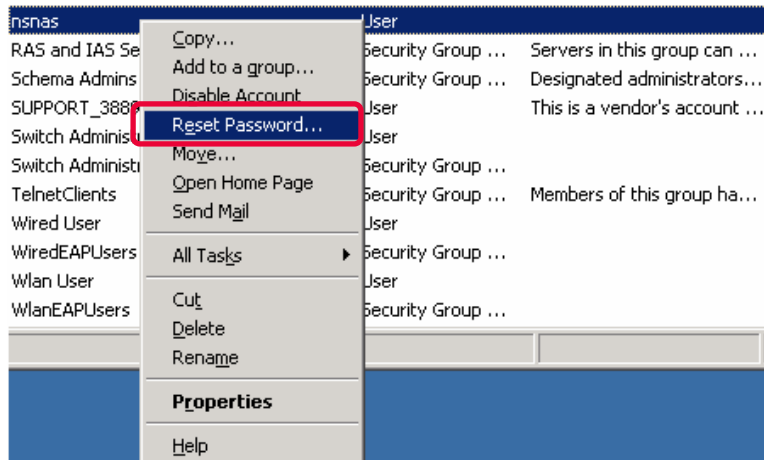 nsnas
RAS and IAS Se
Schema Admins
SUPPORT_388
Switch Adminis
Switch Administ
TelnetClients
Wired User
WiredEAPUsers
Wlan User
WlanEAPUsers
Copy...
Add to a group...
Disable Account
Reset Password...
Move...
Open Home Page
Send Mail
All Tasks
Cut
Delete
Rename
Properties
Help
User
Security Group ... Servers in this group can ...
Security Group ... Designated administrators...
User This is a vendor's account ...
User
Security Group ...
Security Group ... Members of this group ha...
User
Security Group ...
User
Security Group ...